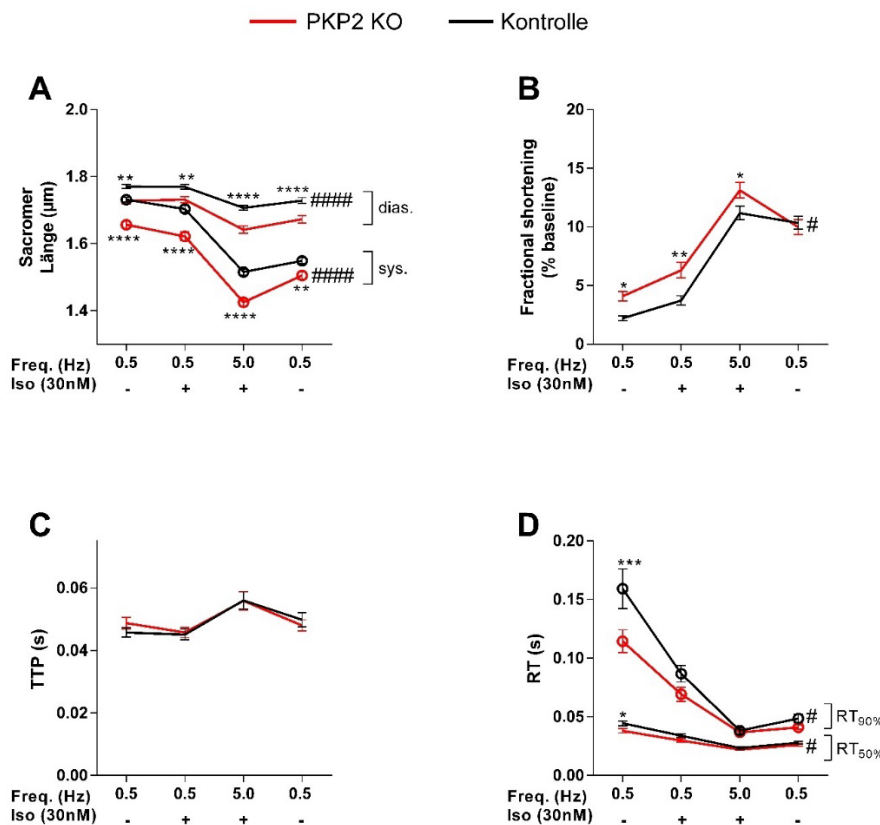 PKP2 KO Kontrolle
A
Sacromer
Länge (µm)
2.0
1.8
1.6
1.4
** ** **** ****
**** **** **** **
####
####
dias.
sys.
Freq. (Hz) 0.5 0.5 5.0 0.5
Iso (30nM) - + + -
B
Fractional shortening
(% baseline)
20
15
10
5
0
* ** *
#
Freq. (Hz) 0.5 0.5 5.0 0.5
Iso (30nM) - + + -
C
TTP (s)
0.06
0.04
0.02
0.00
Freq. (Hz) 0.5 0.5 5.0 0.5
Iso (30nM) - + + -
D
RT (s)
0.20
0.15
0.10
0.05
0.00
***
*
#
#
RT90%
RT50%
Freq. (Hz) 0.5 0.5 5.0 0.5
Iso (30nM) - + + -